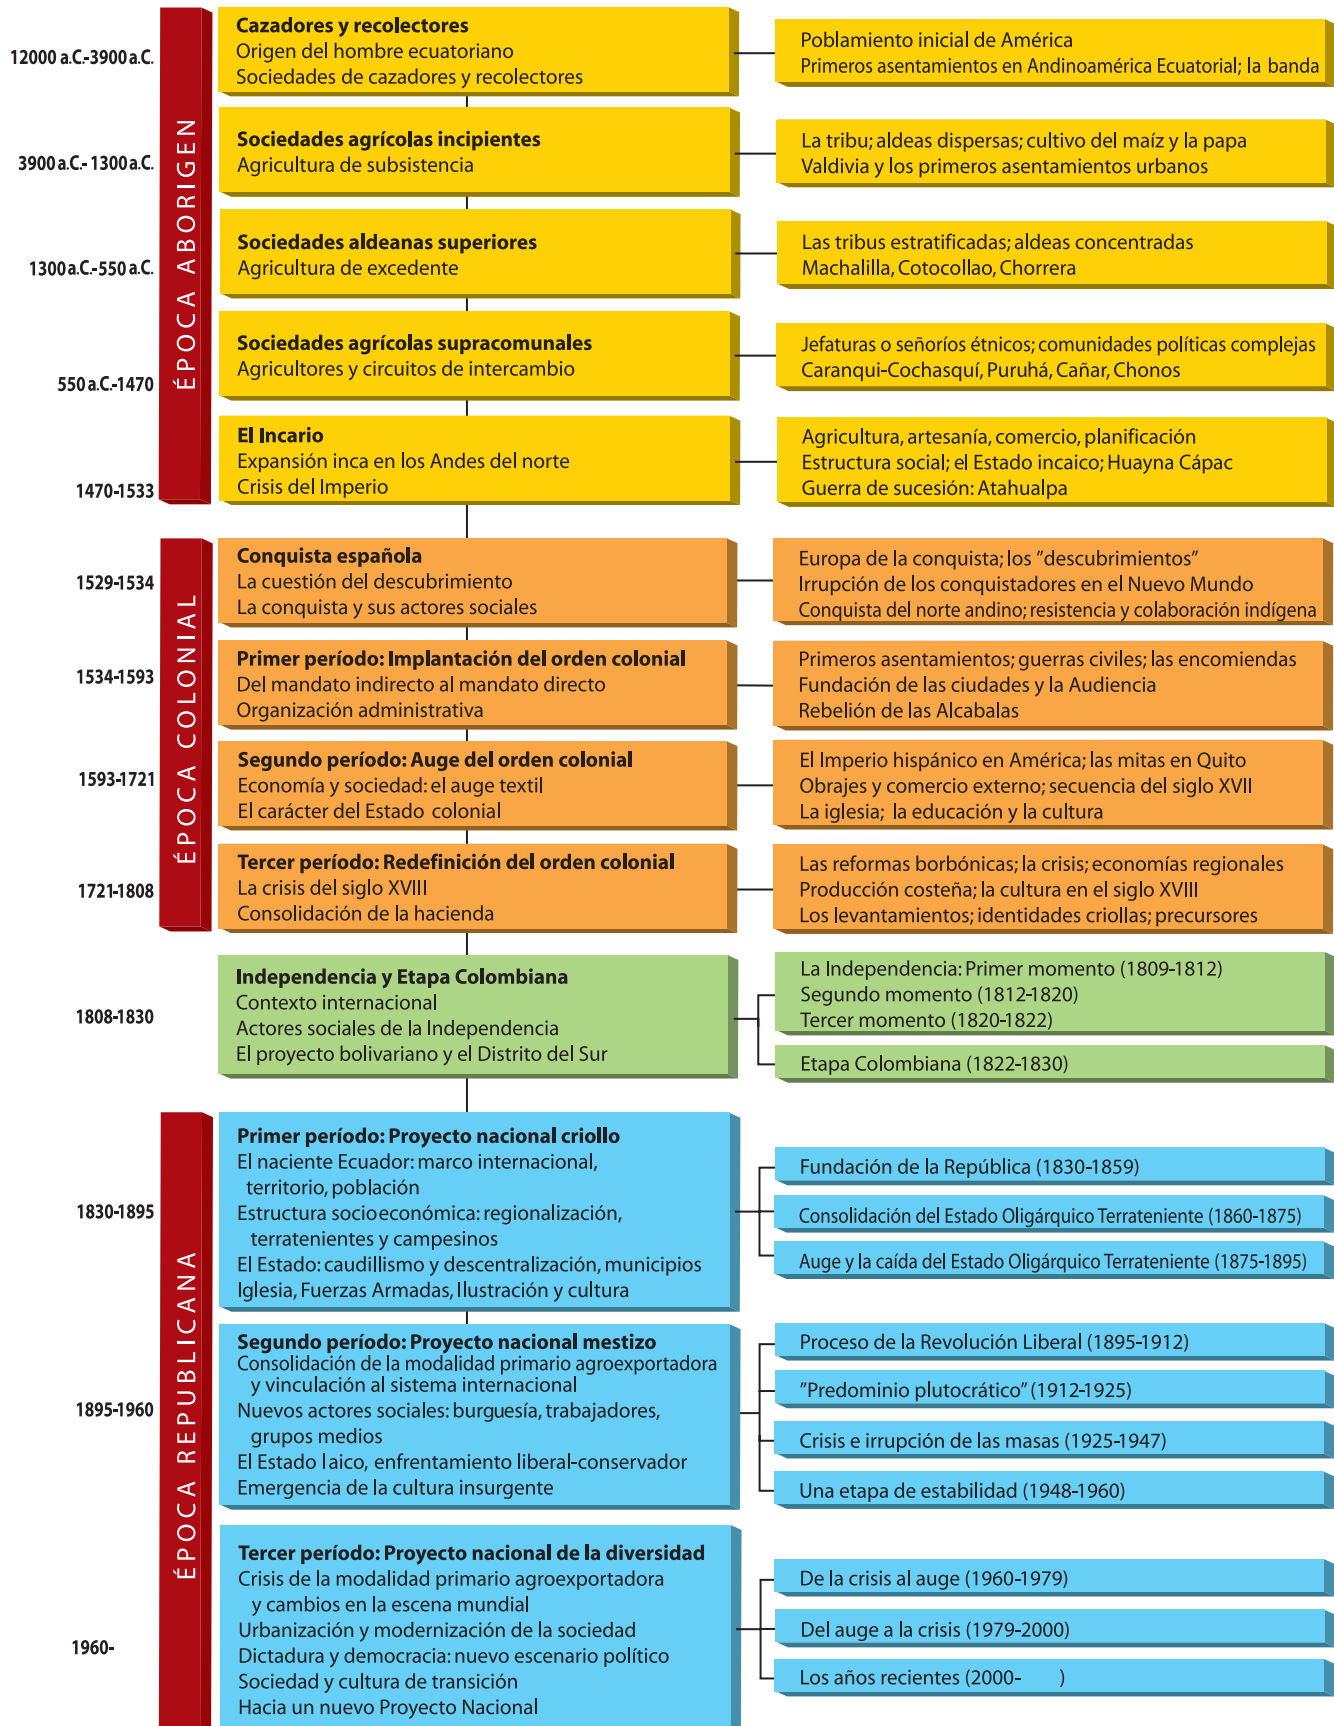 ÉPOCA ABORIGEN
12000 a.C.-3900 a.C.
Cazadores y recolectores
Origen del hombre ecuatoriano
Sociedades de cazadores y recolectores
Poblamiento inicial de América
Primeros asentamientos en Andinoamérica Ecuatorial; la banda
3900 a.C.- 1300 a.C.
Sociedades agrícolas incipientes
Agricultura de subsistencia
La tribu; aldeas dispersas; cultivo del maíz y la papa
Valdivia y los primeros asentamientos urbanos
1300 a.C.-550 a.C.
Sociedades aldeanas superiores
Agricultura de excedente
Las tribus estratificadas; aldeas concentradas
Machalilla, Cotocollao, Chorrera
550 a.C.-1470
Sociedades agrícolas supracomunales
Agricultores y circuitos de intercambio
Jefaturas o señoríos étnicos; comunidades políticas complejas
Caranqui-Cochasquí, Puruhá, Cañar, Chonos
1470-1533
El Incario
Expansión inca en los Andes del norte
Crisis del Imperio
Agricultura, artesanía, comercio, planificación
Estructura social; el Estado incaico; Huayna Cápac
Guerra de sucesión: Atahualpa
ÉPOCA COLONIAL
1529-1534
Conquista española
La cuestión del descubrimiento
La conquista y sus actores sociales
Europa de la conquista; los "descubrimientos"
Irrupción de los conquistadores en el Nuevo Mundo
Conquista del norte andino; resistencia y colaboración indígena
1534-1593
Primer período: Implantación del orden colonial
Del mandato indirecto al mandato directo
Organización administrativa
Primeros asentamientos; guerras civiles; las encomiendas
Fundación de las ciudades y la Audiencia
Rebelión de las Alcabalas
1593-1721
Segundo período: Auge del orden colonial
Economía y sociedad: el auge textil
El carácter del Estado colonial
El Imperio hispánico en América; las mitas en Quito
Obrajes y comercio externo; secuencia del siglo XVII
La iglesia; la educación y la cultura
1721-1808
Tercer período: Redefinición del orden colonial
La crisis del siglo XVIII
Consolidación de la hacienda
Las reformas borbónicas; la crisis; economías regionales
Producción costeña; la cultura en el siglo XVIII
Los levantamientos; identidades criollas; precursores
1808-1830
Independencia y Etapa Colombiana
Contexto internacional
Actores sociales de la Independencia
El proyecto bolivariano y el Distrito del Sur
La Independencia: Primer momento (1809-1812)
Segundo momento (1812-1820)
Tercer momento (1820-1822)
Etapa Colombiana (1822-1830)
ÉPOCA REPUBLICANA
1830-1895
Primer período: Proyecto nacional criollo
El naciente Ecuador: marco internacional,
territorio, población
Estructura socioeconómica: regionalización,
terratenientes y campesinos
El Estado: caudillismo y descentralización, municipios
Iglesia, Fuerzas Armadas, Ilustración y cultura
Fundación de la República (1830-1859)
Consolidación del Estado Oligárquico Terrateniente (1860-1875)
Auge y la caída del Estado Oligárquico Terrateniente (1875-1895)
1895-1960
Segundo período: Proyecto nacional mestizo
Consolidación de la modalidad primario agroexportadora
y vinculación al sistema internacional
Nuevos actores sociales: burguesía, trabajadores,
grupos medios
El Estado laico, enfrentamiento liberal-conservador
Emergencia de la cultura insurgente
Proceso de la Revolución Liberal (1895-1912)
"Predominio plutocrático" (1912-1925)
Crisis e irrupción de las masas (1925-1947)
Una etapa de estabilidad (1948-1960)
1960-
Tercer período: Proyecto nacional de la diversidad
Crisis de la modalidad primario agroexportadora
y cambios en la escena mundial
Urbanización y modernización de la sociedad
Dictadura y democracia: nuevo escenario político
Sociedad y cultura de transición
Hacia un nuevo Proyecto Nacional
De la crisis al auge (1960-1979)
Del auge a la crisis (1979-2000)
Los años recientes (2000- )